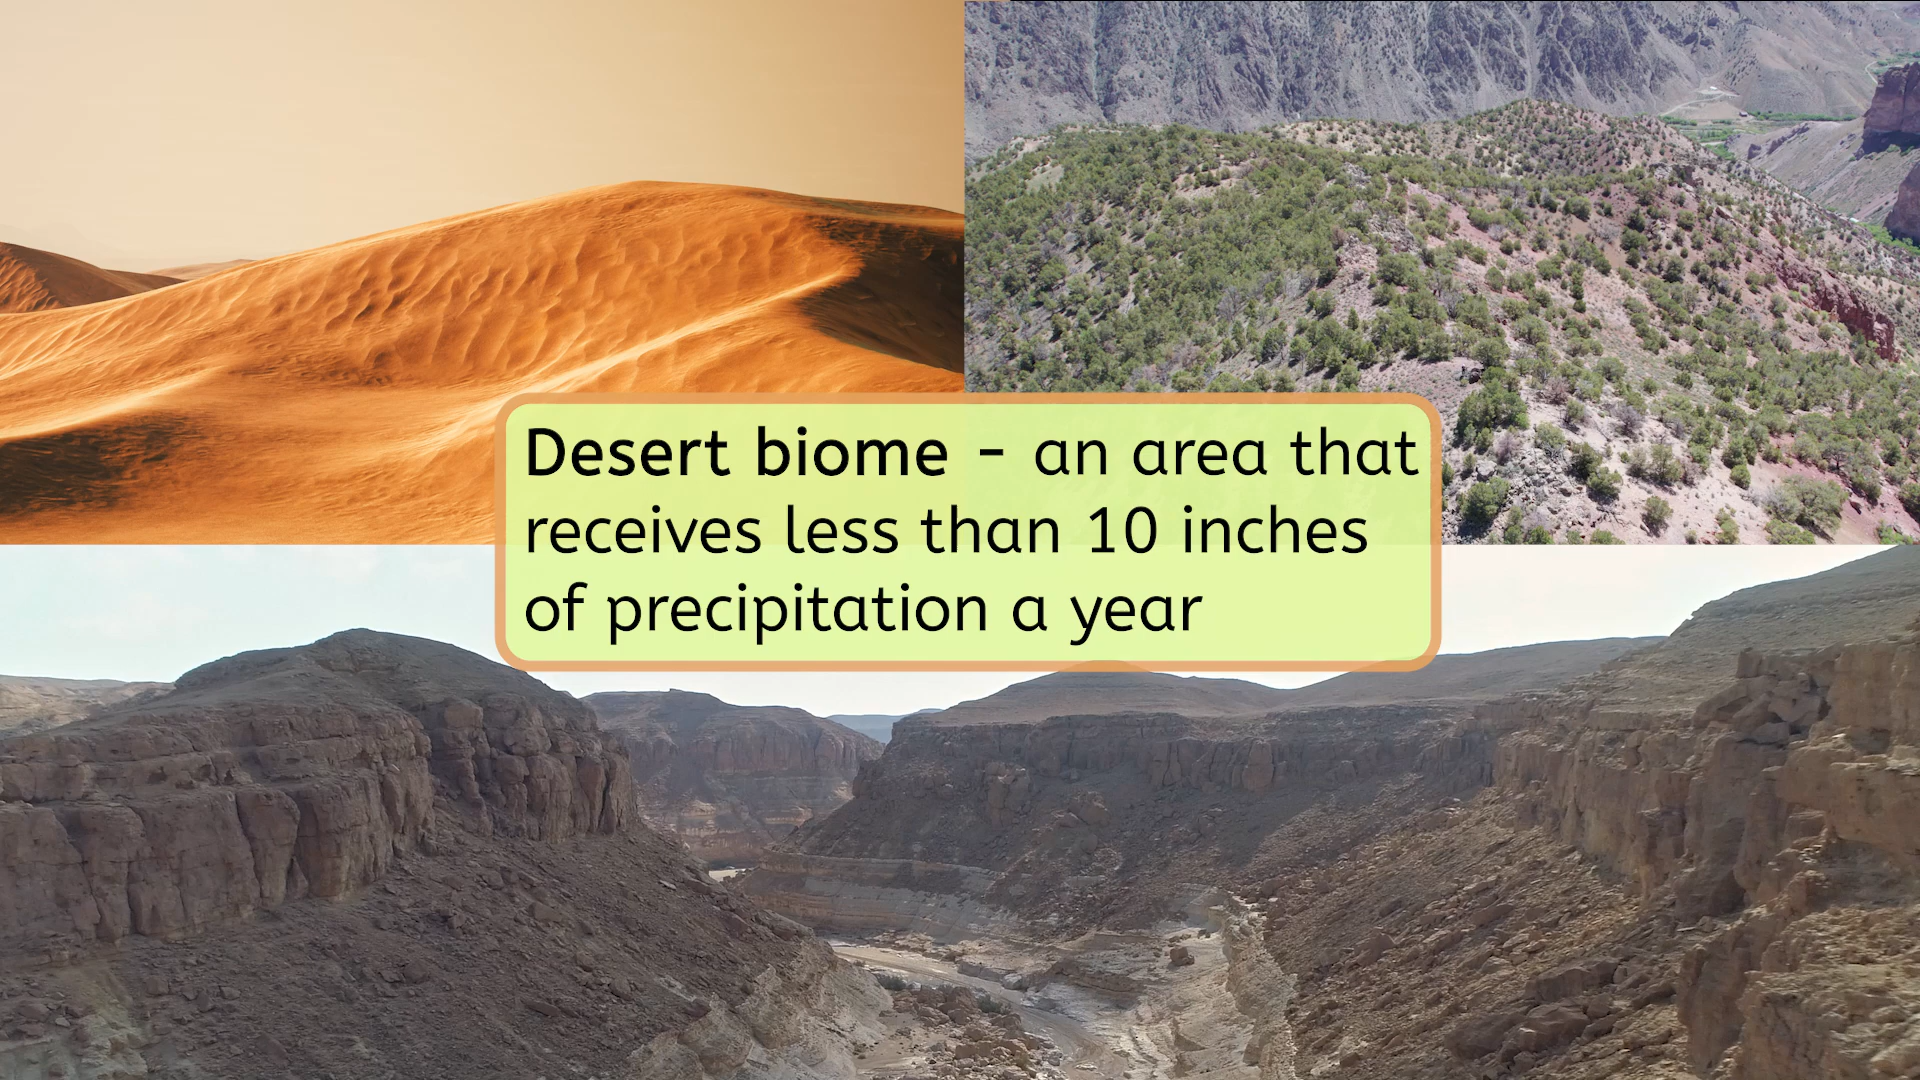 Desert biome - an area that
receives less than 10 inches
of precipitation a year